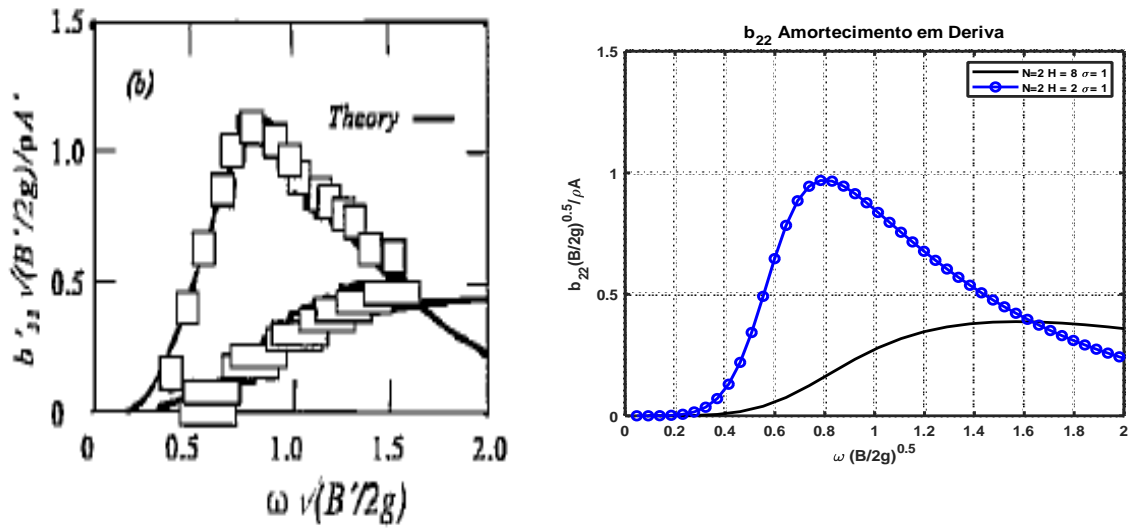 1.5
1.0
0.5
0
(b)
Theory
b'₂₂ √(B'/2g)/ρA'
0 0.5 1.0 1.5 2.0
ω √(B'/2g)
b₂₂ Amortecimento em Deriva
1.5
1
0.5
0
N=2 H = 8 σ= 1
N=2 H = 2 σ= 1
b₂₂(B/2g)^0.5/ρA
0 0.2 0.4 0.6 0.8 1 1.2 1.4 1.6 1.8 2
ω (B/2g)^0.5